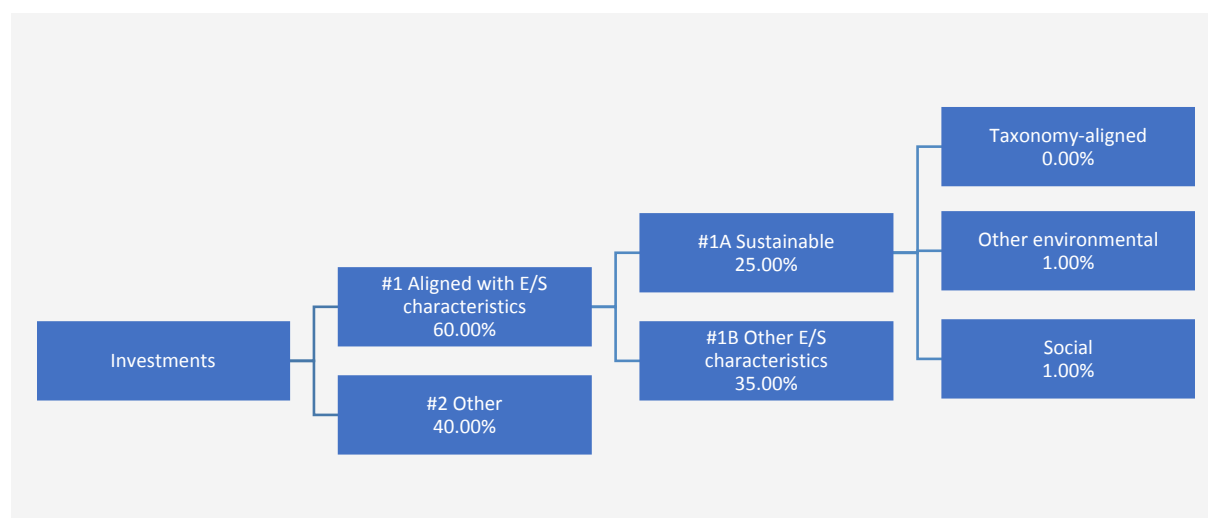 Investments
#1 Aligned with E/S
characteristics
60.00%
#2 Other
40.00%
#1A Sustainable
25.00%
#1B Other E/S
characteristics
35.00%
Taxonomy-aligned
0.00%
Other environmental
1.00%
Social
1.00%